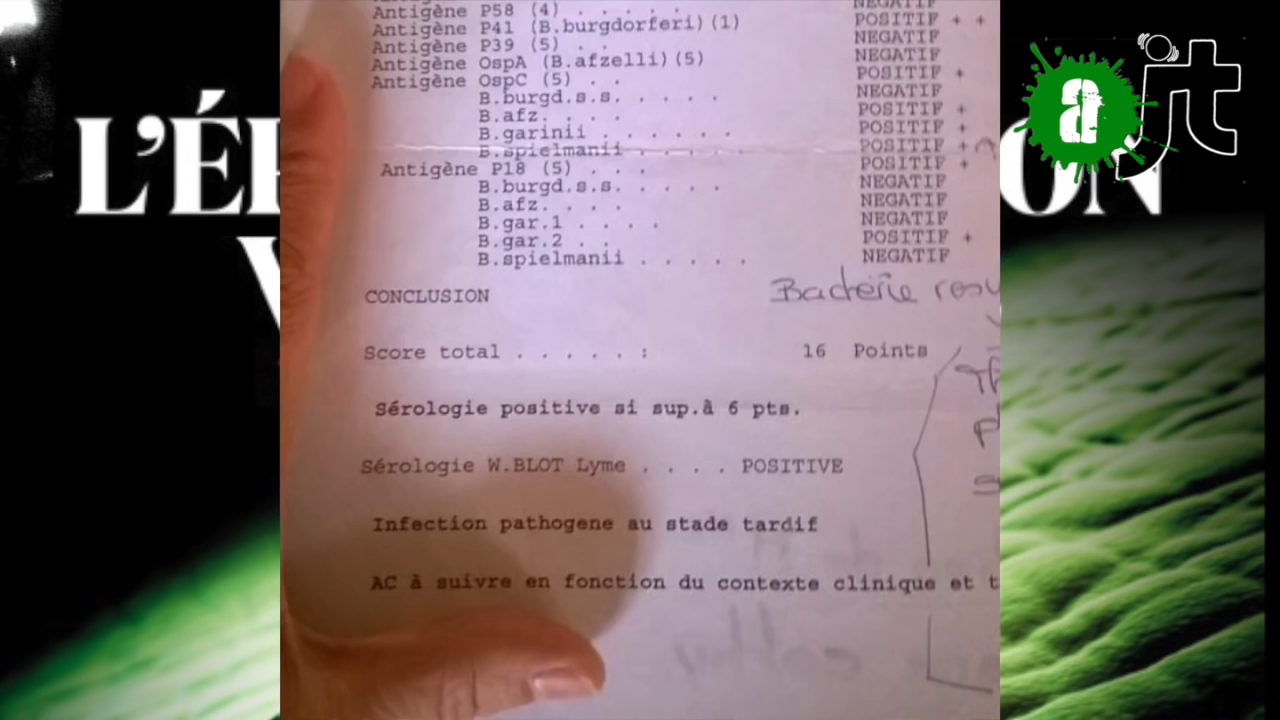 Antigène P58 (4) . . . . . NEGATIF
Antigène P41 (B.burgdorferi)(1) POSITIF + +
Antigène P39 (5) . . NEGATIF
Antigène OspA (B.afzelli)(5) NEGATIF
Antigène OspC (5) . . POSITIF +
B.burgd.s.s. . . . . NEGATIF
B.afz. . . . POSITIF +
B.garinii . . . . . . POSITIF +
B.spielmanii . . . . . POSITIF +
Antigène P18 (5) . . . POSITIF +
B.burgd.s.s. . . . . NEGATIF
B.afz. . . . NEGATIF
B.gar.1 . . . . NEGATIF
B.gar.2 . . POSITIF +
B.spielmanii . . . . . NEGATIF
CONCLUSION
Bactérie
Score total . . . . . : 16 Points
Sérologie positive si sup.à 6 pts.
Sérologie W.BLOT Lyme . . . . POSITIVE
Infection pathogene au stade tardif
AC à suivre en fonction du contexte clinique et t
L'É
ON
a jt